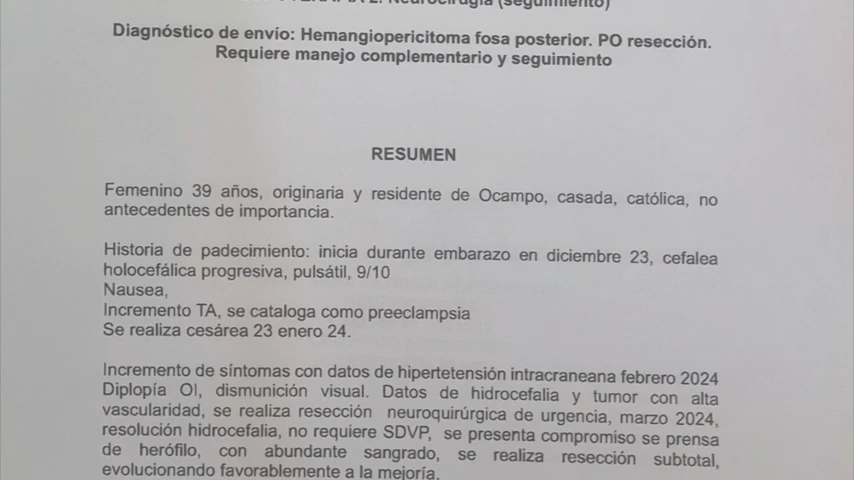 Neurocirugía (seguimiento)
Diagnóstico de envío: Hemangiopericitoma fosa posterior. PO resección.
Requiere manejo complementario y seguimiento
RESUMEN
Femenino 39 años, originaria y residente de Ocampo, casada, católica, no
antecedentes de importancia.
Historia de padecimiento: inicia durante embarazo en diciembre 23, cefalea
holocefálica progresiva, pulsátil, 9/10
Nausea,
Incremento TA, se cataloga como preeclampsia
Se realiza cesárea 23 enero 24.
Incremento de síntomas con datos de hipertetensión intracraneana febrero 2024
Diplopía OI, dismunición visual. Datos de hidrocefalia y tumor con alta
vascularidad, se realiza resección neuroquirúrgica de urgencia, marzo 2024,
resolución hidrocefalia, no requiere SDVP, se presenta compromiso se prensa
de herófilo, con abundante sangrado, se realiza resección subtotal,
evolucionando favorablemente a la mejoría.